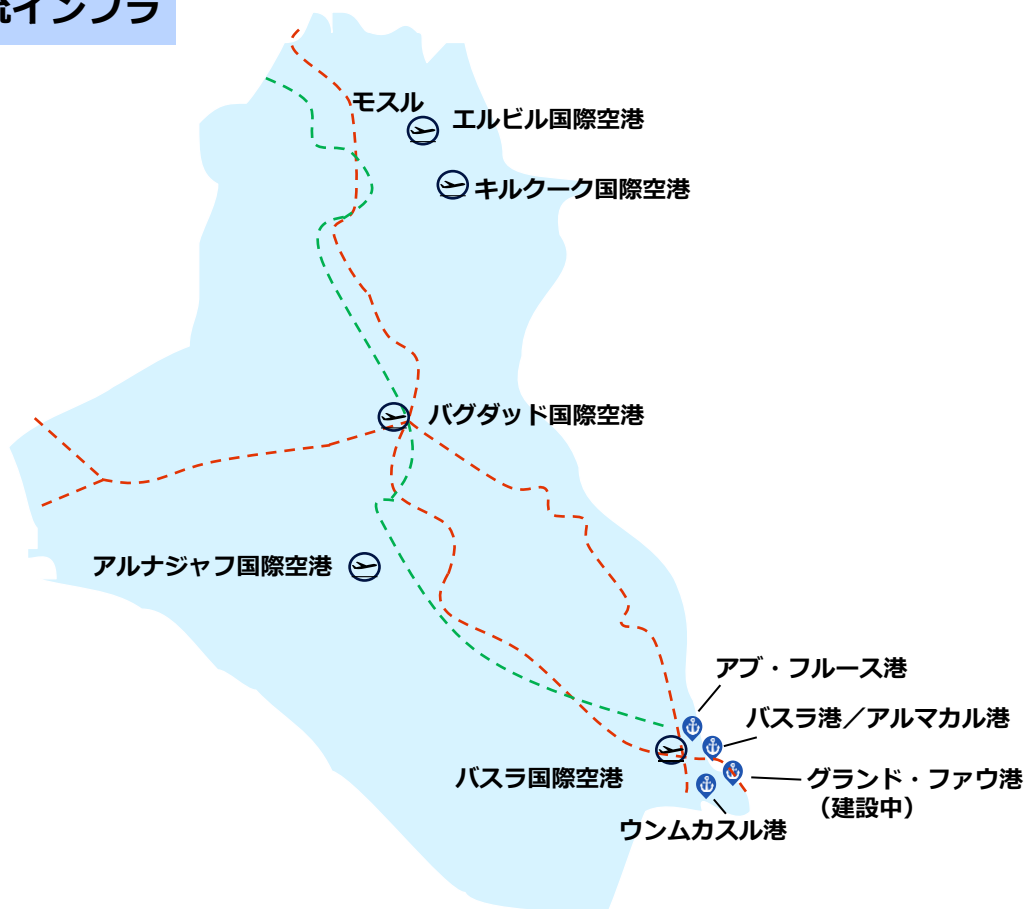 インフラ
モスル
エルビル国際空港
キルクーク国際空港
バグダッド国際空港
アルナジャフ国際空港
アブ・フルース港
バスラ港／アルマカル港
バスラ国際空港
グランド・ファウ港
（建設中）
ウンムカスル港